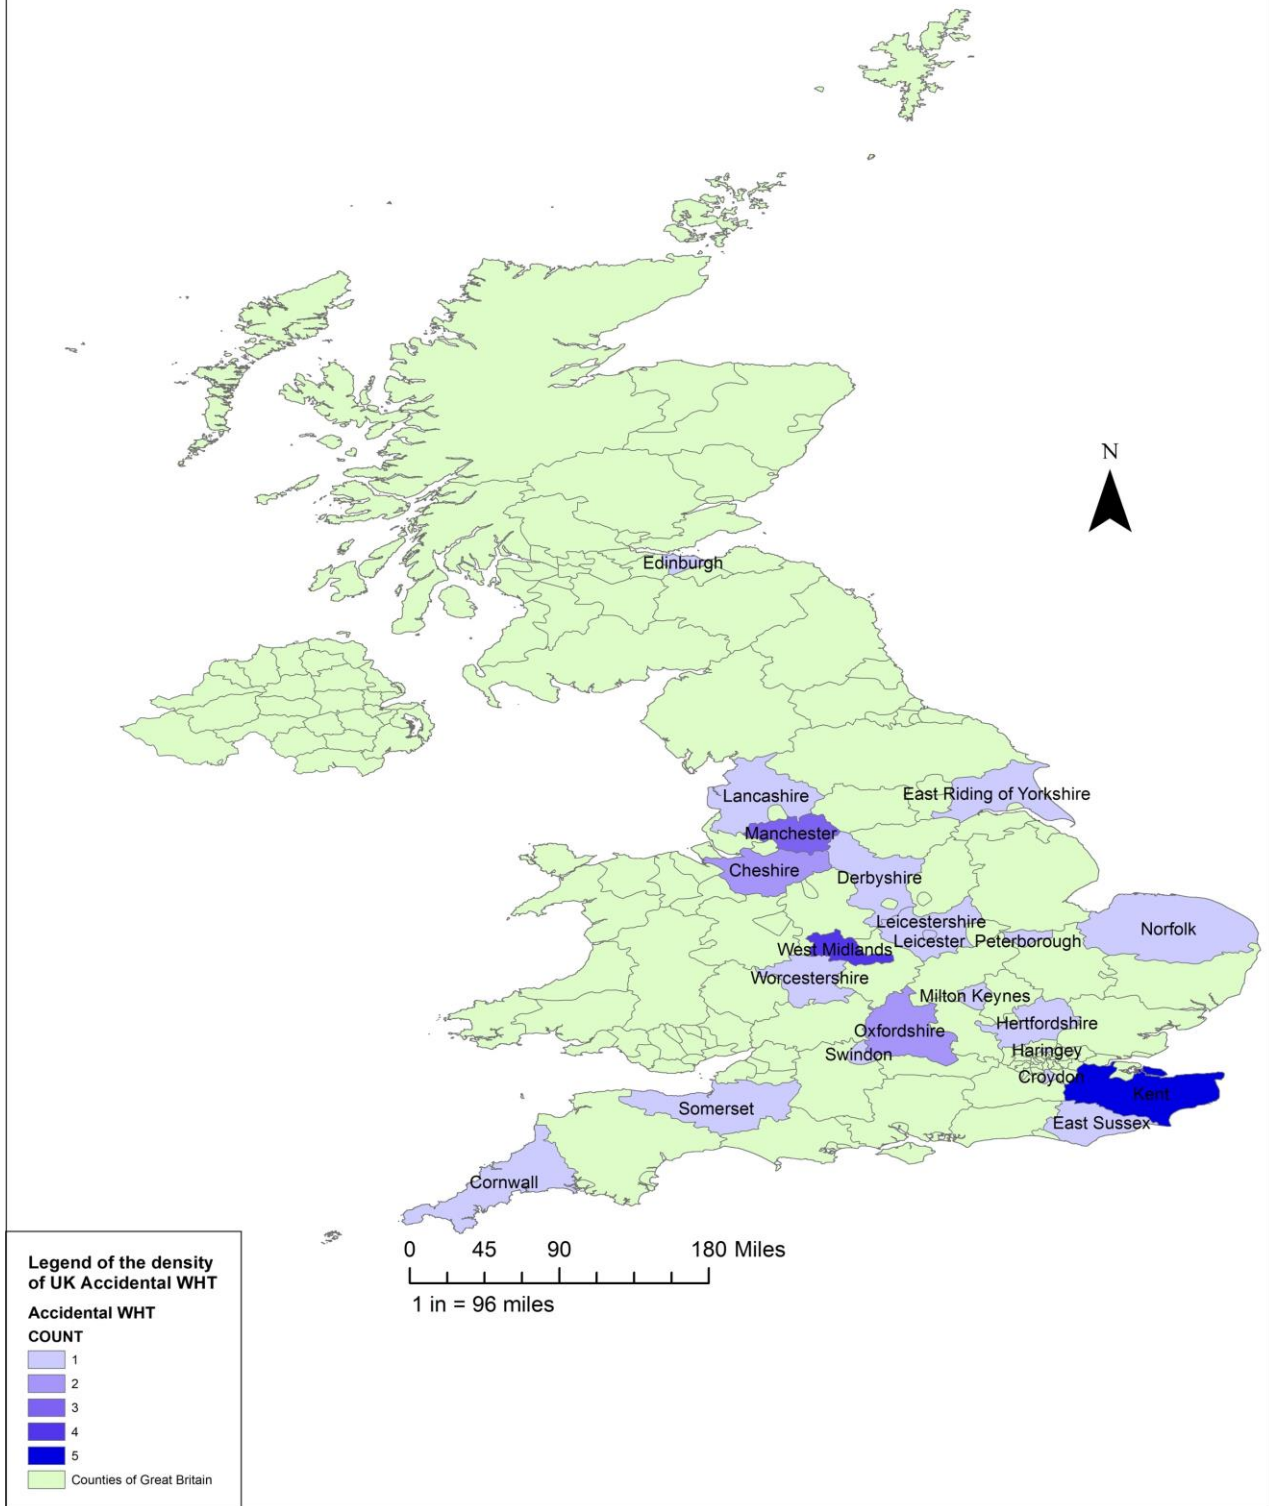 N
Edinburgh
Lancashire
East Riding of Yorkshire
Manchester
Cheshire
Derbyshire
Leicestershire
Norfolk
Leicester
Peterborough
West Midlands
Worcestershire
Milton Keynes
Oxfordshire
Hertfordshire
Swindon
Haringey
Croydon
Kent
Somerset
East Sussex
Cornwall
0 45 90 180 Miles
1 in = 96 miles
Legend of the density
of UK Accidental WHT
Accidental WHT
COUNT
1
2
3
4
5
Counties of Great Britain